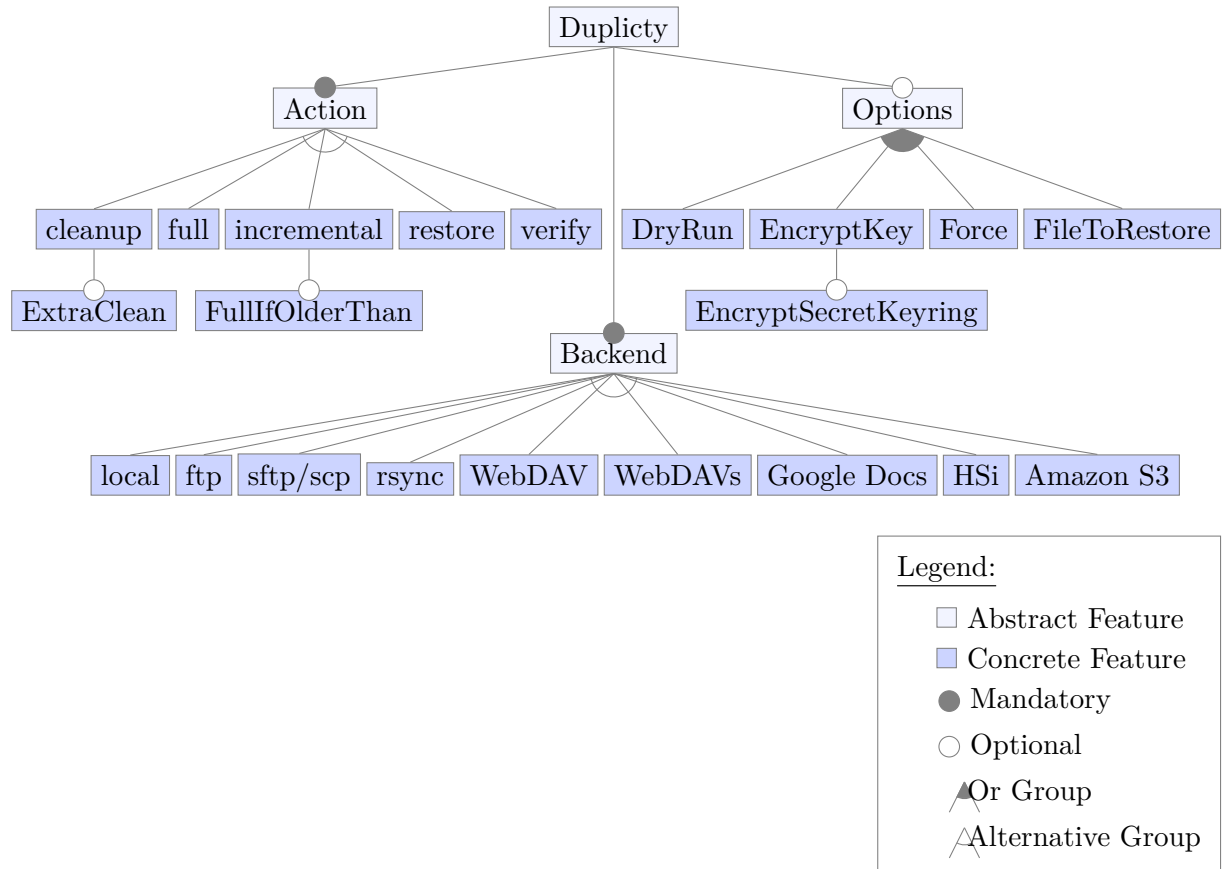 Duplicty
Action
Options
cleanup full incremental restore verify DryRun EncryptKey Force FileToRestore
ExtraClean FullIfOlderThan EncryptSecretKeyring
Backend
local ftp sftp/scp rsync WebDAV WebDAVs Google Docs HSi Amazon S3
Legend:
Abstract Feature
Concrete Feature
Mandatory
Optional
Or Group
Alternative Group